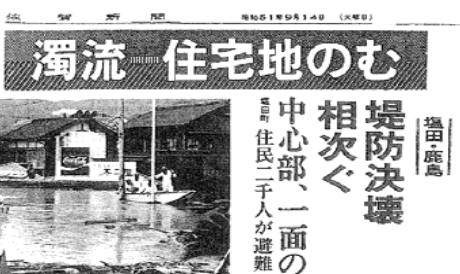 佐賀新聞
昭和51年9月14日 (火曜日)
濁流 住宅地のむ
塩田・鹿島
堤防決壊
相次ぐ
中心部、一面の
塩田町 住民二千人が避難
Coca-Cola